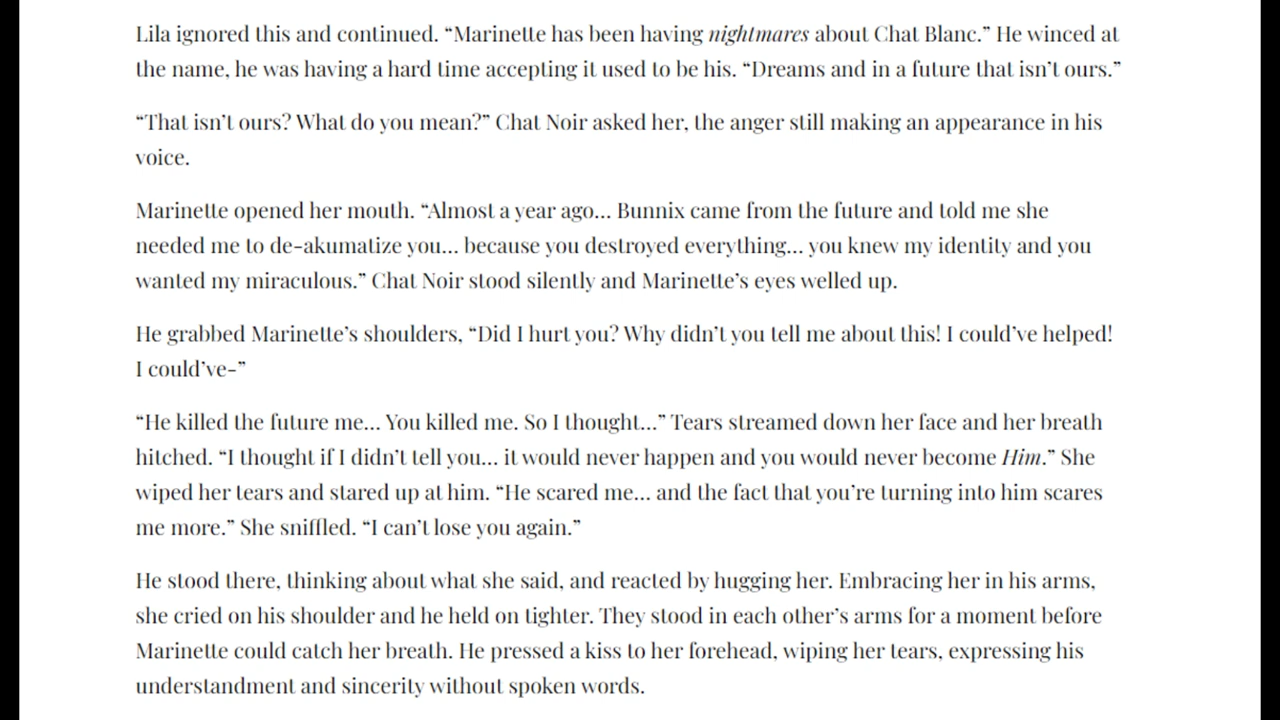 Lila ignored this and continued. “Marinette has been having nightmares about Chat Blanc.” He winced at
the name, he was having a hard time accepting it used to be his. “Dreams and in a future that isn’t ours.”
“That isn’t ours? What do you mean?” Chat Noir asked her, the anger still making an appearance in his
voice.
Marinette opened her mouth. “Almost a year ago… Bunnix came from the future and told me she
needed me to de-akumatize you… because you destroyed everything… you knew my identity and you
wanted my miraculous.” Chat Noir stood silently and Marinette’s eyes welled up.
He grabbed Marinette’s shoulders, “Did I hurt you? Why didn’t you tell me about this! I could’ve helped!
I could’ve-”
“He killed the future me… You killed me. So I thought…” Tears streamed down her face and her breath
hitched. “I thought if I didn’t tell you… it would never happen and you would never become Him.” She
wiped her tears and stared up at him. “He scared me… and the fact that you’re turning into him scares
me more.” She sniffled. “I can’t lose you again.”
He stood there, thinking about what she said, and reacted by hugging her. Embracing her in his arms,
she cried on his shoulder and he held on tighter. They stood in each other’s arms for a moment before
Marinette could catch her breath. He pressed a kiss to her forehead, wiping her tears, expressing his
understandment and sincerity without spoken words.